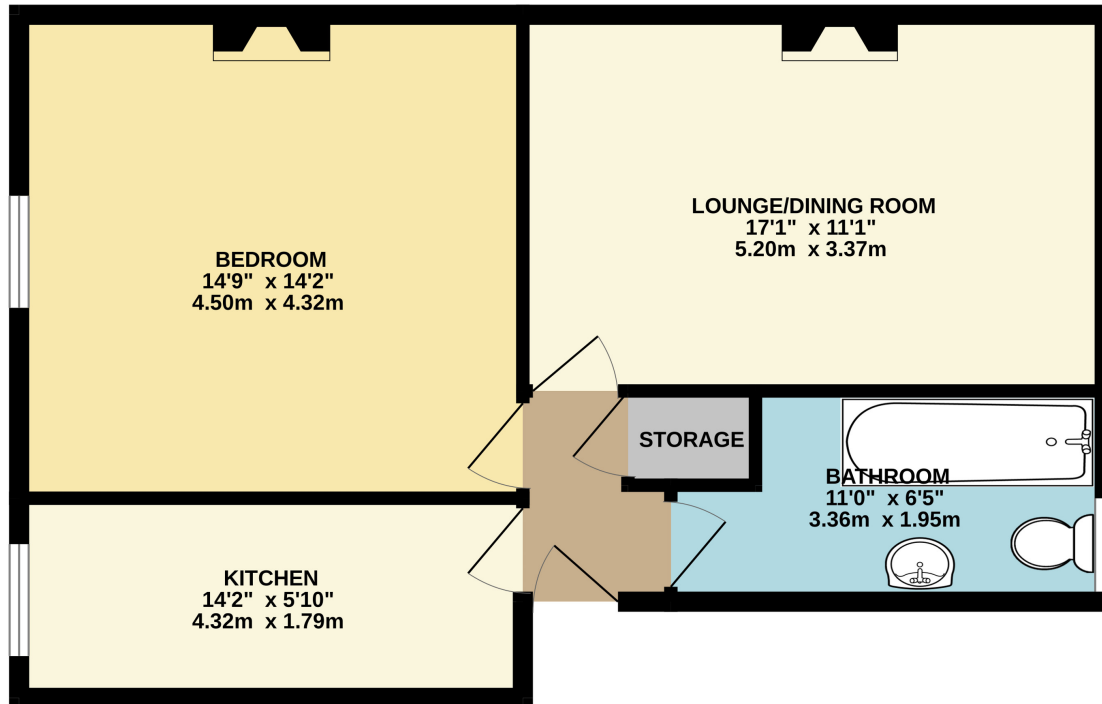 BEDROOM
14'9" x 14'2"
4.50m x 4.32m
LOUNGE/DINING ROOM
17'1" x 11'1"
5.20m x 3.37m
STORAGE
BATHROOM
11'0" x 6'5"
3.36m x 1.95m
KITCHEN
14'2" x 5'10"
4.32m x 1.79m